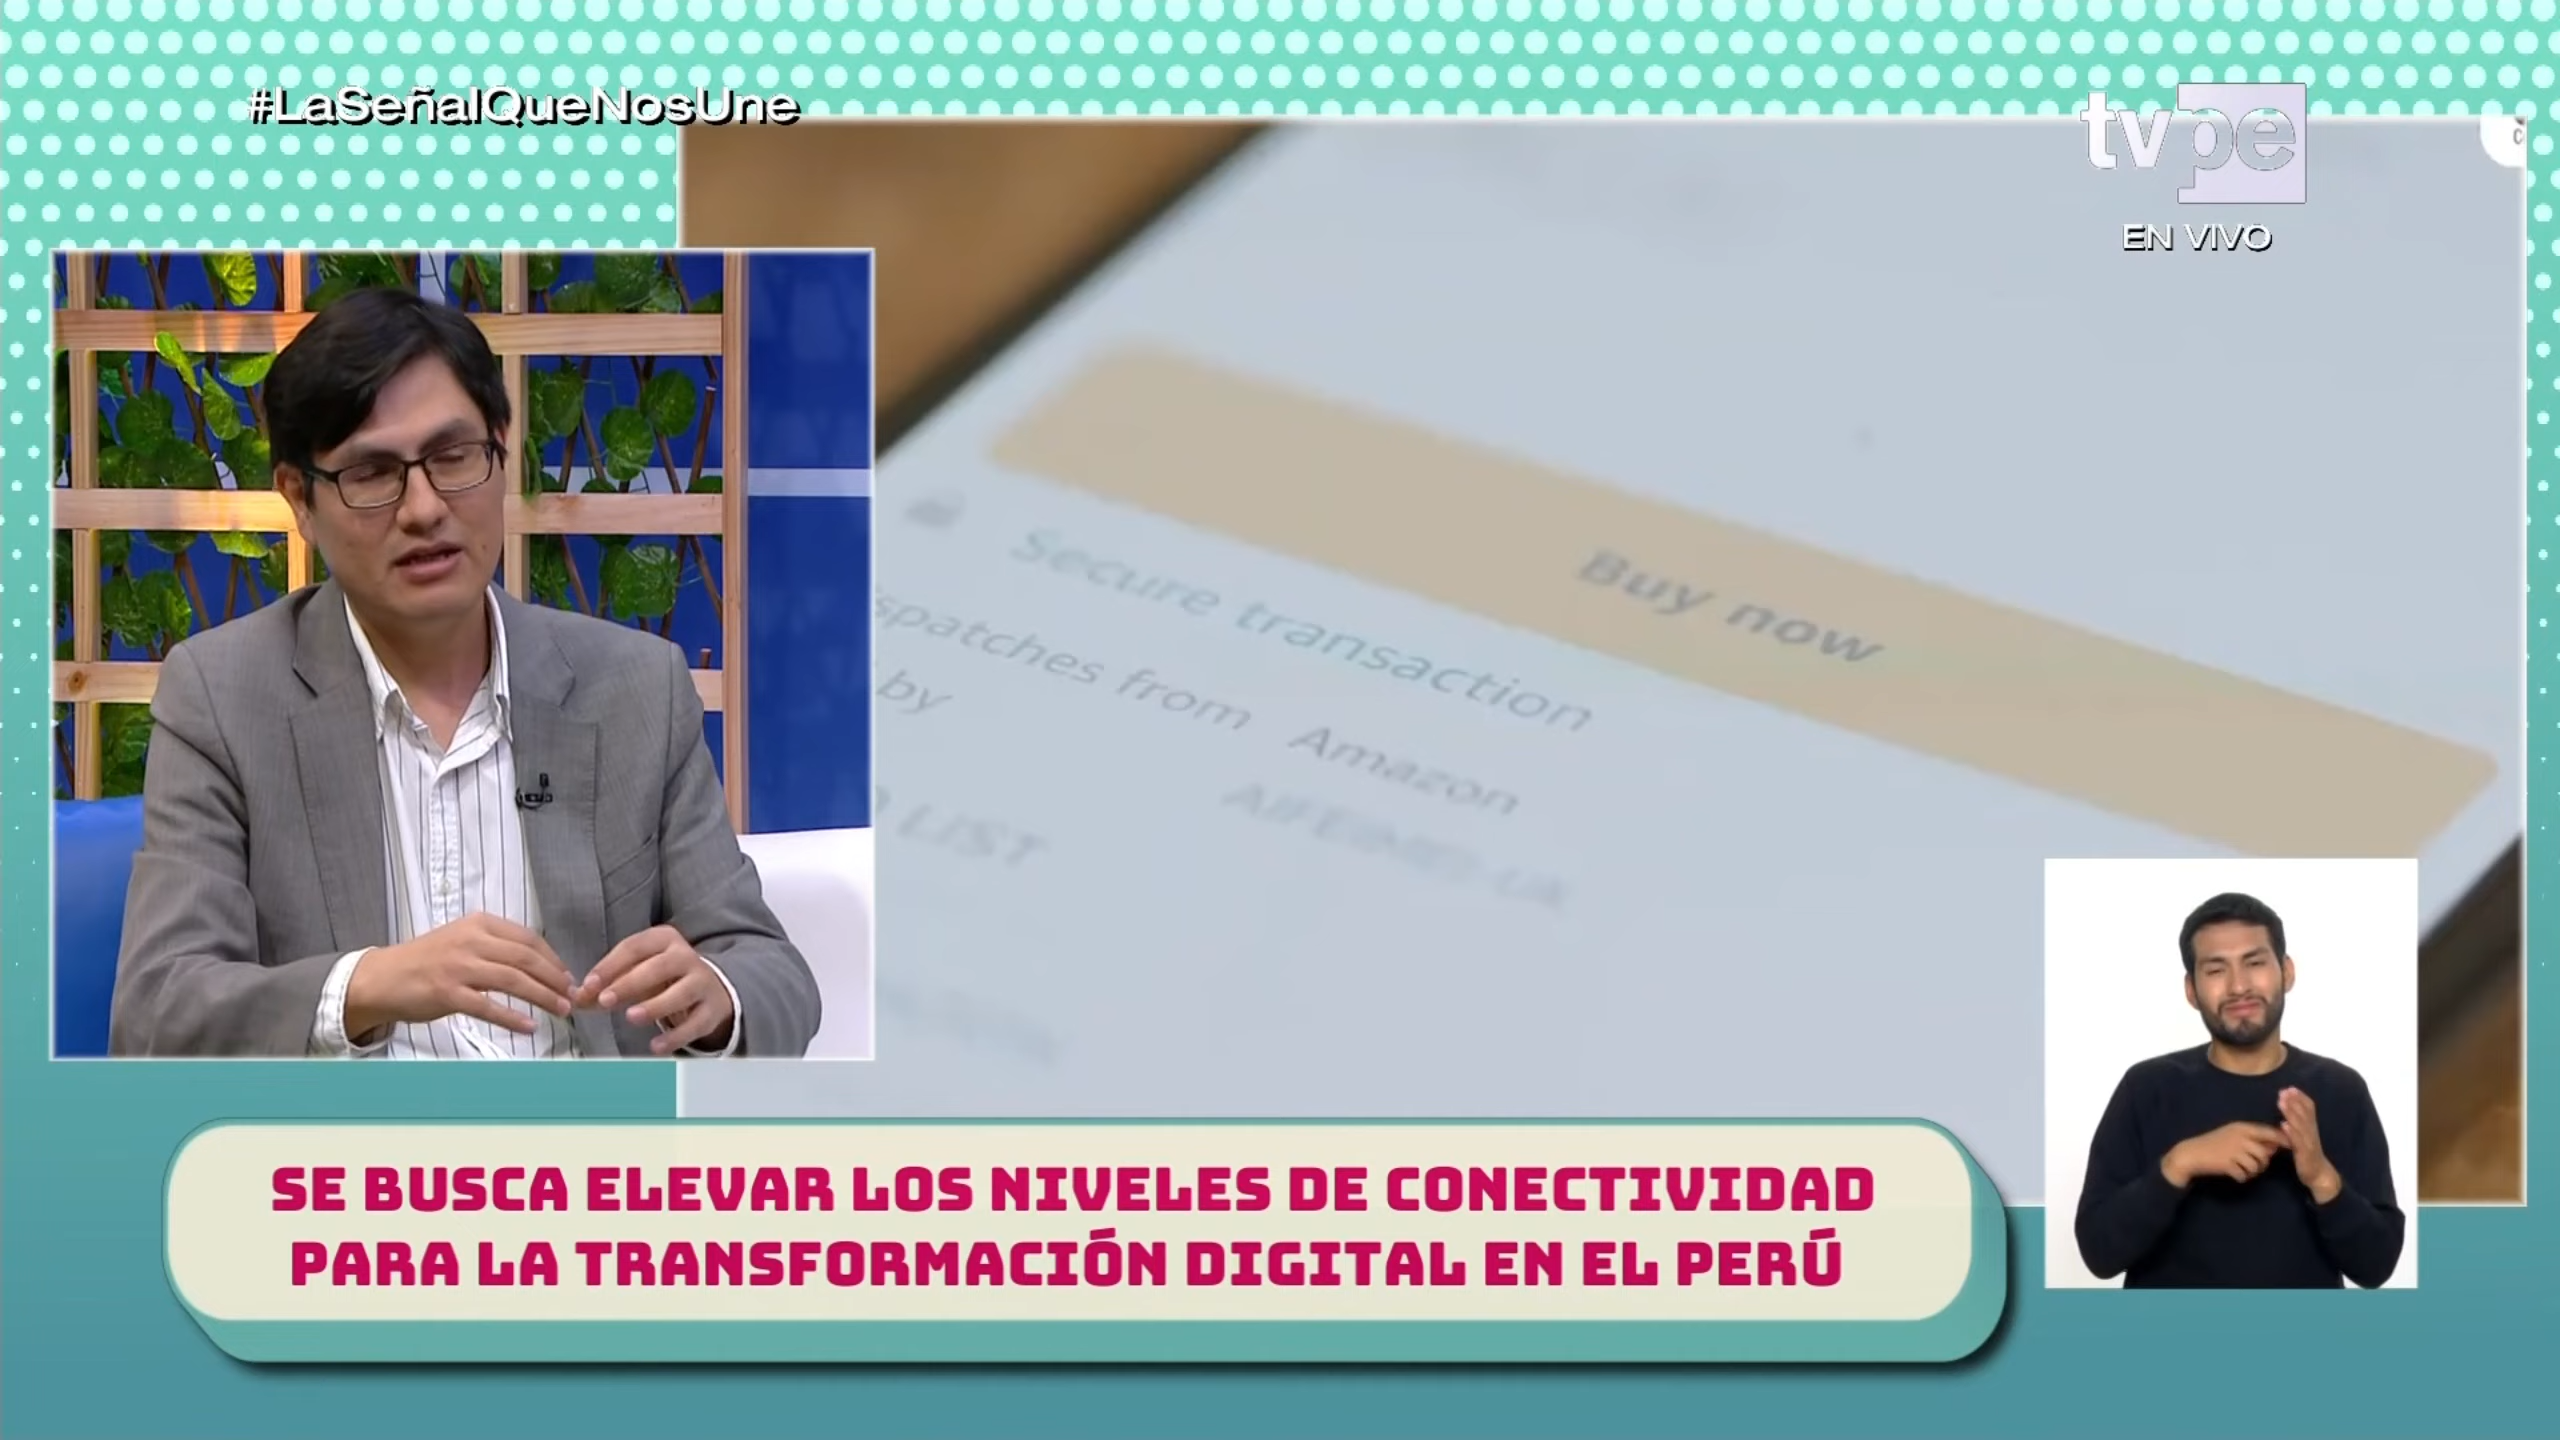 #LaSeñalQueNosUne
tvpe
EN VIVO
Buy now
Secure transaction
spatches from Amazon
by
LIST
SE BUSCA ELEVAR LOS NIVELES DE CONECTIVIDAD
PARA LA TRANSFORMACIÓN DIGITAL EN EL PERÚ